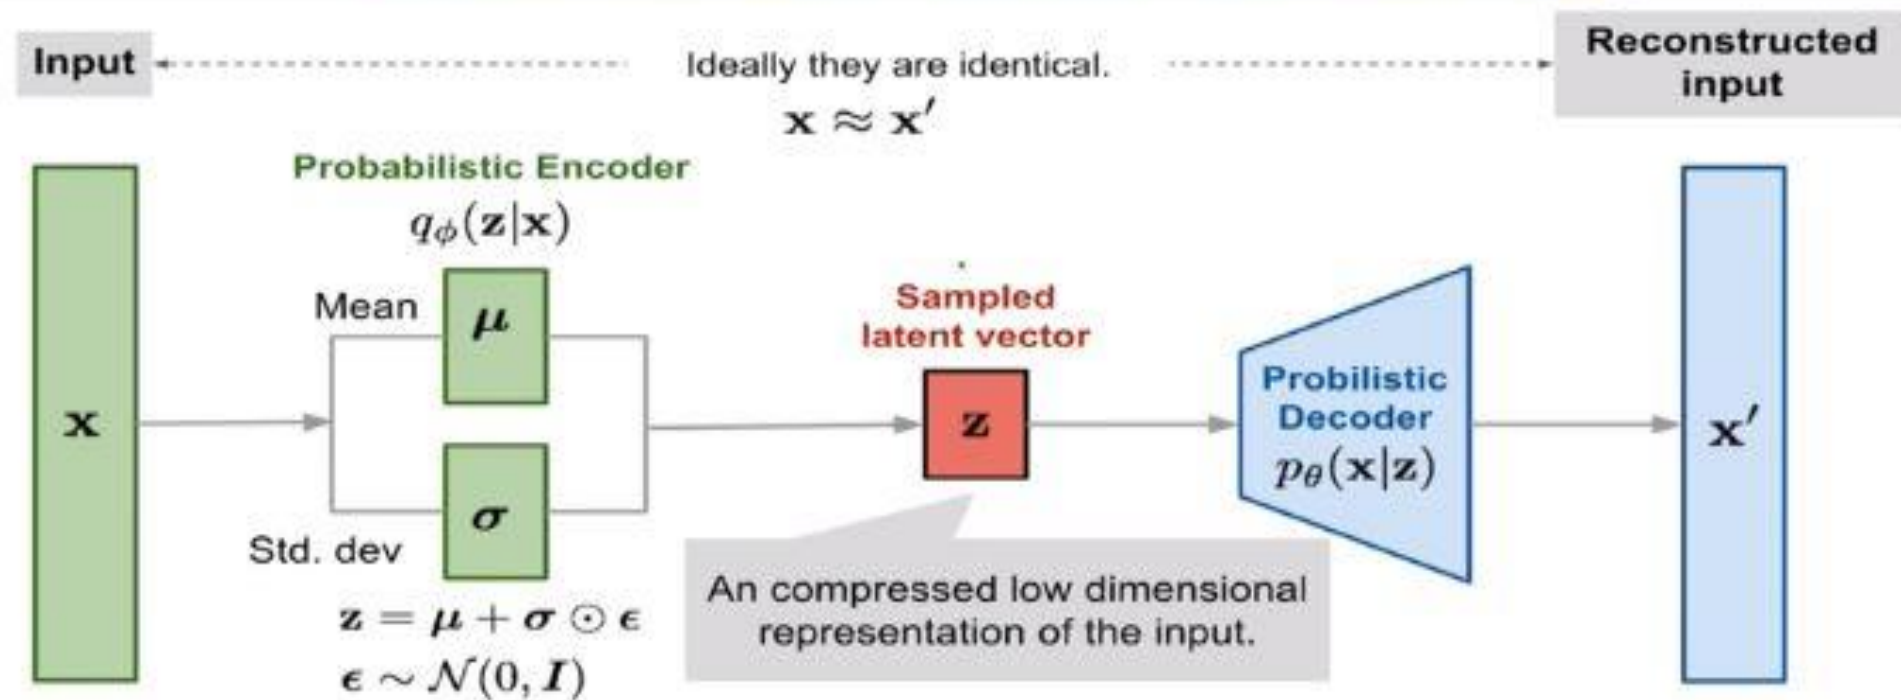 Input
Ideally they are identical.
x ≈ x′
Reconstructed
input
Probabilistic Encoder
qϕ(z|x)
Mean
μ
Sampled
latent vector
x
z
Probilistic
Decoder
pθ(x|z)
x′
σ
Std. dev
z = μ + σ ⊙ ϵ
ϵ ∼ 𝒩(0, I)
An compressed low dimensional
representation of the input.